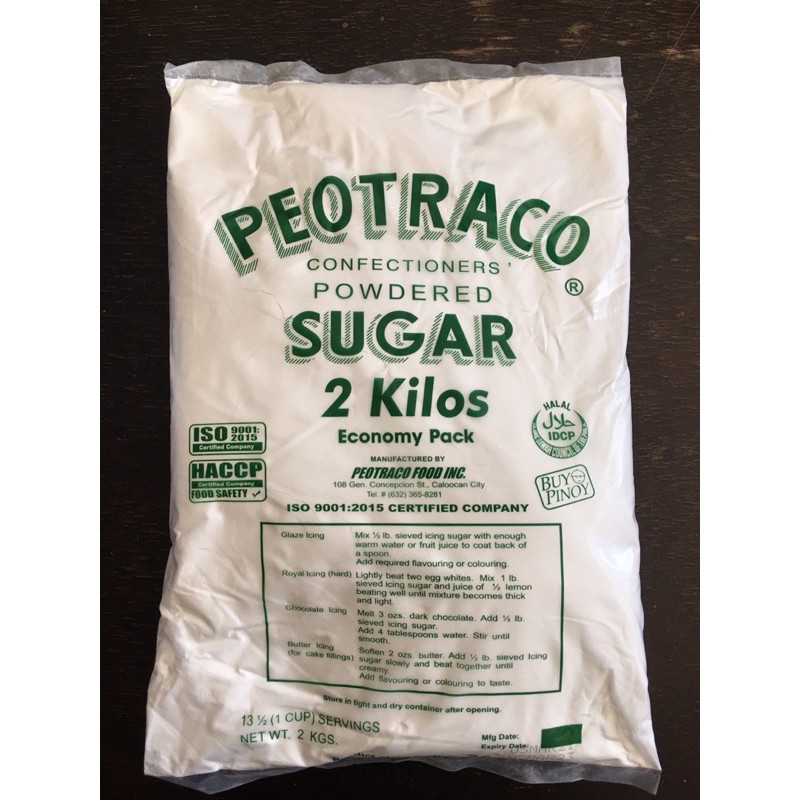 PEOTRACO
®
CONFECTIONERS'
POWDERED
SUGAR
2 Kilos
Economy Pack
ISO 9001:
2015
Certified Company
HACCP
Certified Company
FOOD SAFETY
HALAL
حلال
IDCP
BUY
PINOY
MANUFACTURED BY
PEOTRACO FOOD INC.
108 Gen. Concepcion St., Caloocan City
Tel. # (632) 365-8281
ISO 9001:2015 CERTIFIED COMPANY
Glaze Icing Mix ½ lb. sieved icing sugar with enough
warm water or fruit juice to coat back of
a spoon.
Add required flavouring or colouring.
Royal Icing (hard) Lightly beat two egg whites. Mix 1 lb.
sieved icing sugar and juice of ½ lemon
beating well until mixture becomes thick
and light.
Chocolate Icing Melt 3 ozs. dark chocolate. Add ½ lb.
sieved icing sugar.
Add 4 tablespoons water. Stir until
smooth.
Butter Icing Soften 2 ozs butter. Add ½ lb. sieved Icing
(for cake fillings) sugar slowly and beat together until
creamy
Add flavouring or colouring to taste.
Store in tight and dry container after opening.
13 ½ (1 CUP) SERVINGS
NET WT. 2 KGS.
Mfg Date:
Expiry Date: